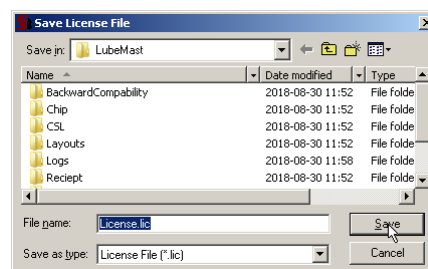 Save License File
Save in: LubeMast
Name Date modified Type
BackwardCompability 2018-08-30 11:52 File folde
Chip 2018-08-30 11:52 File folde
CSL 2018-08-30 11:52 File folde
Layouts 2018-08-30 11:52 File folde
Logs 2018-08-30 11:58 File folde
Reciept 2018-08-30 11:52 File folde
File name: License.lic Save
Save as type: License File (*.lic) Cancel